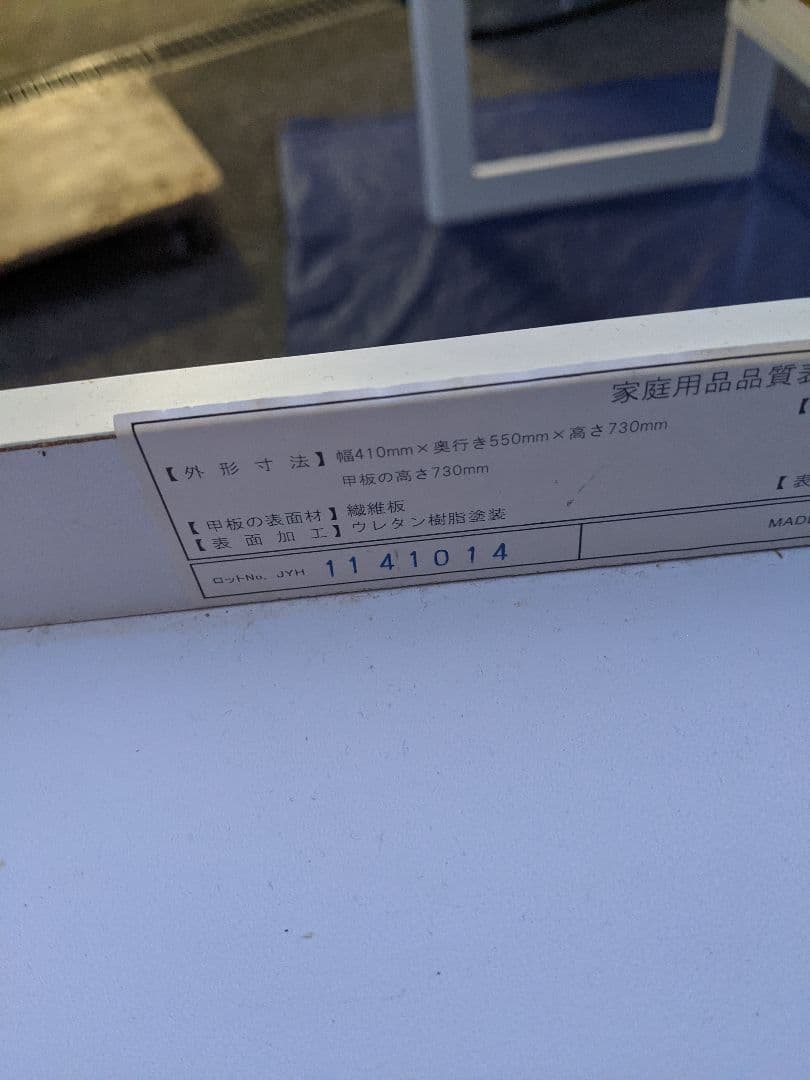 家庭用品品質表
【外形寸法】幅410mm×奥行き550mm×高さ730mm
甲板の高さ730mm
【甲板の表面材】繊維板
【表面加工】ウレタン樹脂塗装
【表
ロットNo. JYH 1141014
MADE